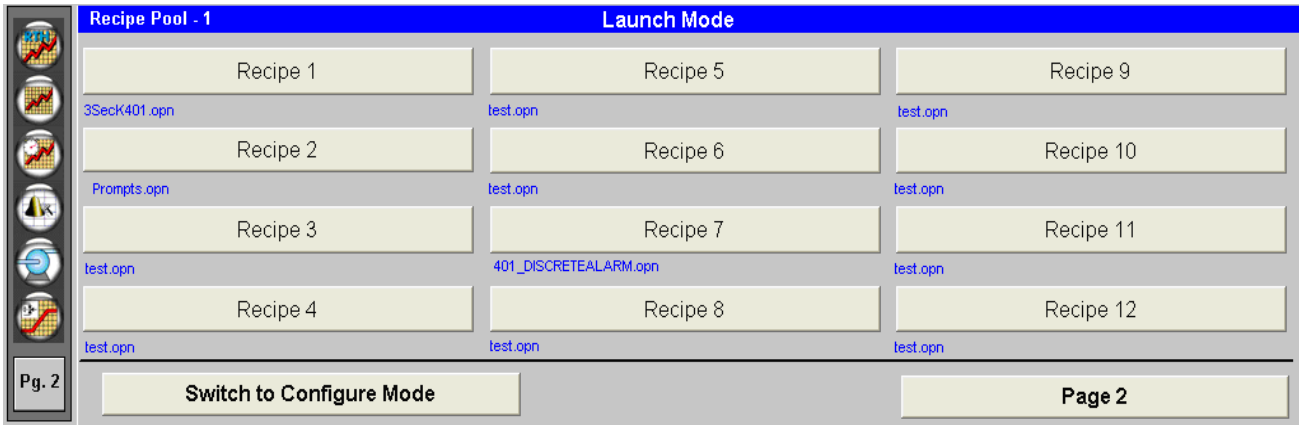 Recipe Pool - 1
Launch Mode
RTH
Recipe 1
Recipe 5
Recipe 9
3SecK401.opn
test.opn
test.opn
Recipe 2
Recipe 6
Recipe 10
Prompts.opn
test.opn
test.opn
Recipe 3
Recipe 7
Recipe 11
test.opn
401_DISCRETEALARM.opn
test.opn
Recipe 4
Recipe 8
Recipe 12
test.opn
test.opn
test.opn
Pg. 2
Switch to Configure Mode
Page 2